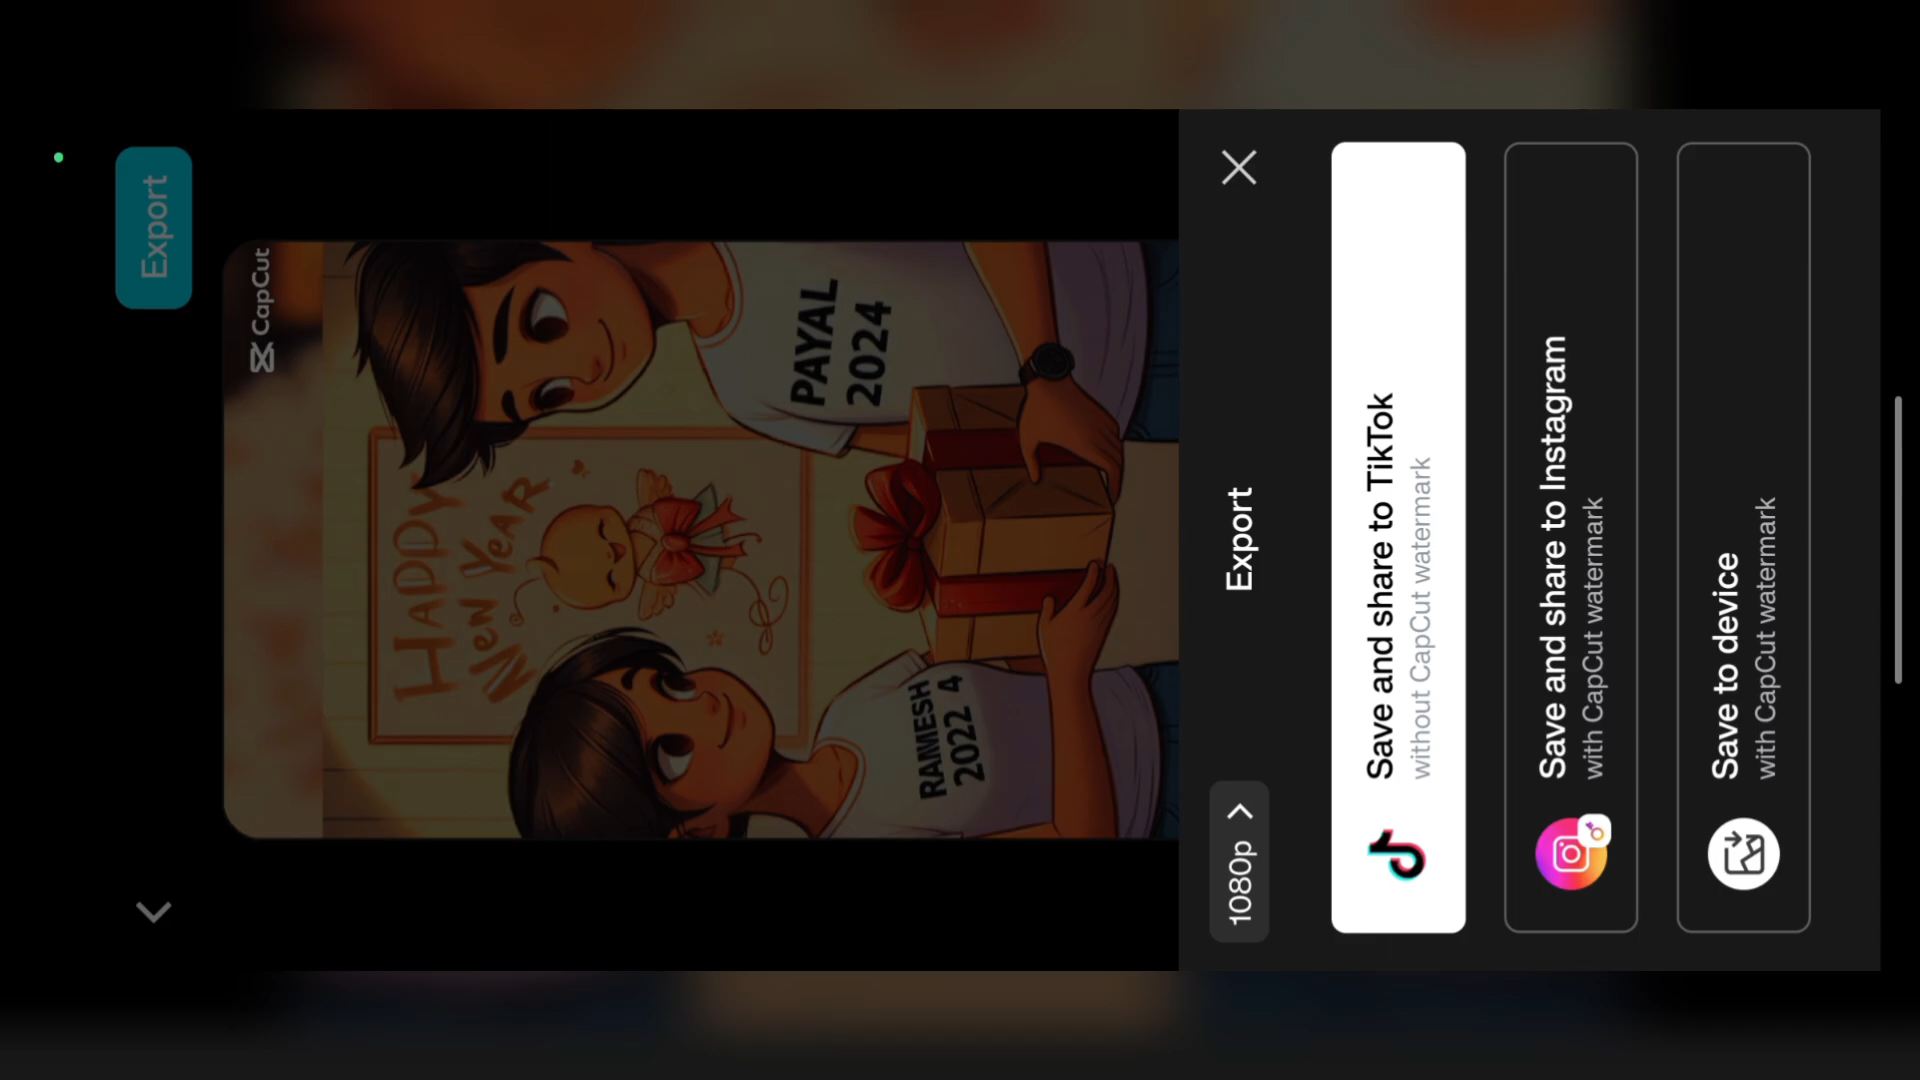 Export
CapCut
HAPPY
NEW YEAR
RAMESH
2022 4
PAYAL
2024
1080p
Export
Save and share to TikTok
without CapCut watermark
Save and share to Instagram
with CapCut watermark
Save to device
with CapCut watermark